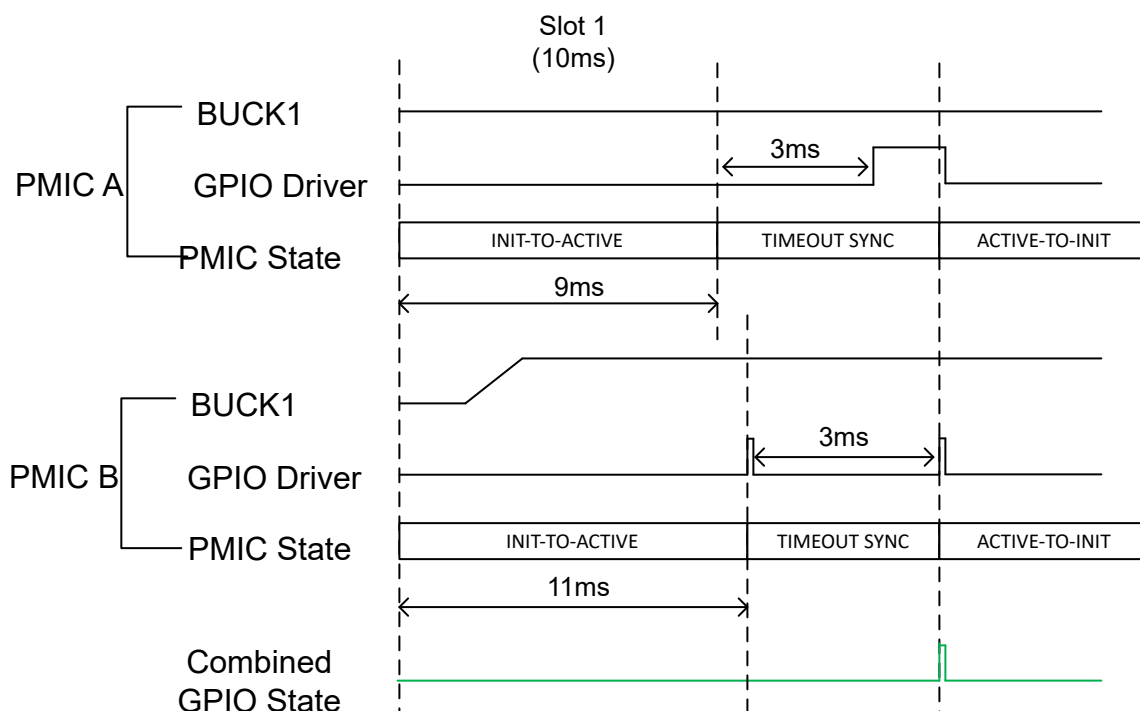 Slot 1
(10ms)
BUCK1
3ms
PMIC A
GPIO Driver
INIT-TO-ACTIVE
TIMEOUT SYNC
ACTIVE-TO-INIT
PMIC State
9ms
BUCK1
3ms
PMIC B
GPIO Driver
INIT-TO-ACTIVE
TIMEOUT SYNC
ACTIVE-TO-INIT
PMIC State
11ms
Combined
GPIO State